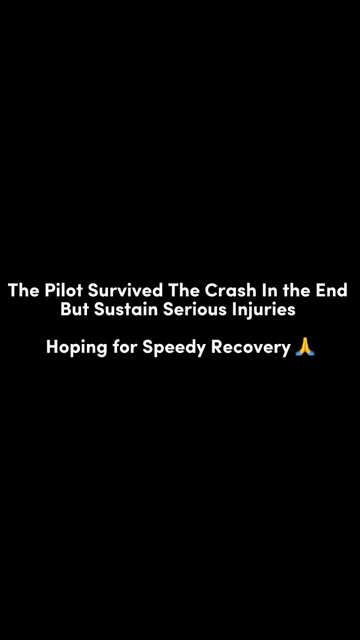 The Pilot Survived The Crash In the End
But Sustain Serious Injuries
Hoping for Speedy Recovery 🙏